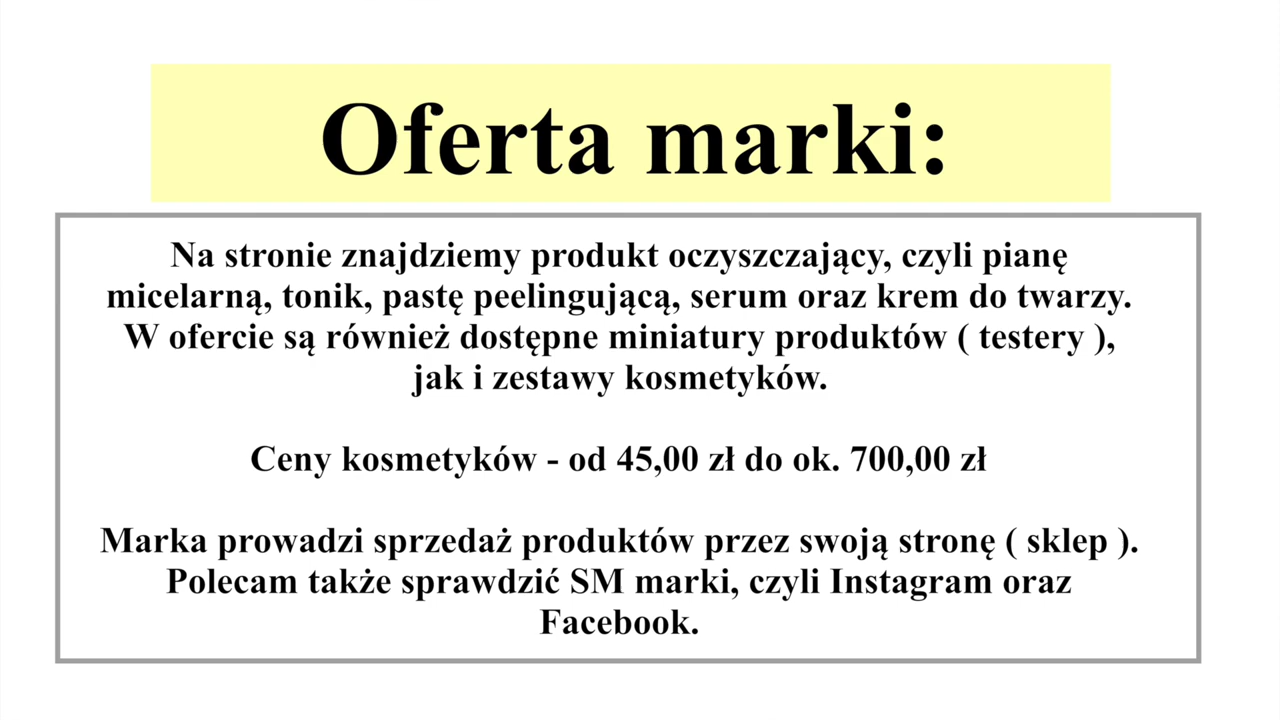 Oferta marki:
Na stronie znajdziemy produkt oczyszczający, czyli pianę
micelarną, tonik, pastę peelingującą, serum oraz krem do twarzy.
W ofercie są również dostępne miniatury produktów ( testery ),
jak i zestawy kosmetyków.
Ceny kosmetyków - od 45,00 zł do ok. 700,00 zł
Marka prowadzi sprzedaż produktów przez swoją stronę ( sklep ).
Polecam także sprawdzić SM marki, czyli Instagram oraz
Facebook.